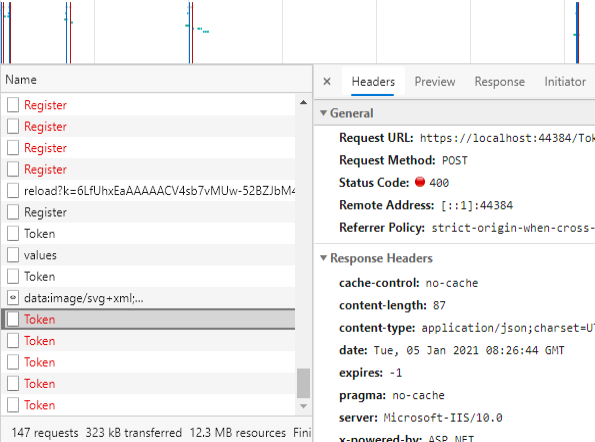 Name
Register
Register
Register
Register
reload?k=6LfUhxEaAAAAACV4sb7vMUw-52BZJbM4
Register
Token
values
Token
data:image/svg+xml;...
Token
Token
Token
Token
Token
147 requests 323 kB transferred 12.3 MB resources Fini
× Headers Preview Response Initiator
General
Request URL: https://localhost:44384/Tok
Request Method: POST
Status Code: 400
Remote Address: [::1]:44384
Referrer Policy: strict-origin-when-cross-
Response Headers
cache-control: no-cache
content-length: 87
content-type: application/json;charset=UT
date: Tue, 05 Jan 2021 08:26:44 GMT
expires: -1
pragma: no-cache
server: Microsoft-IIS/10.0
x-powered-by: ASP.NET